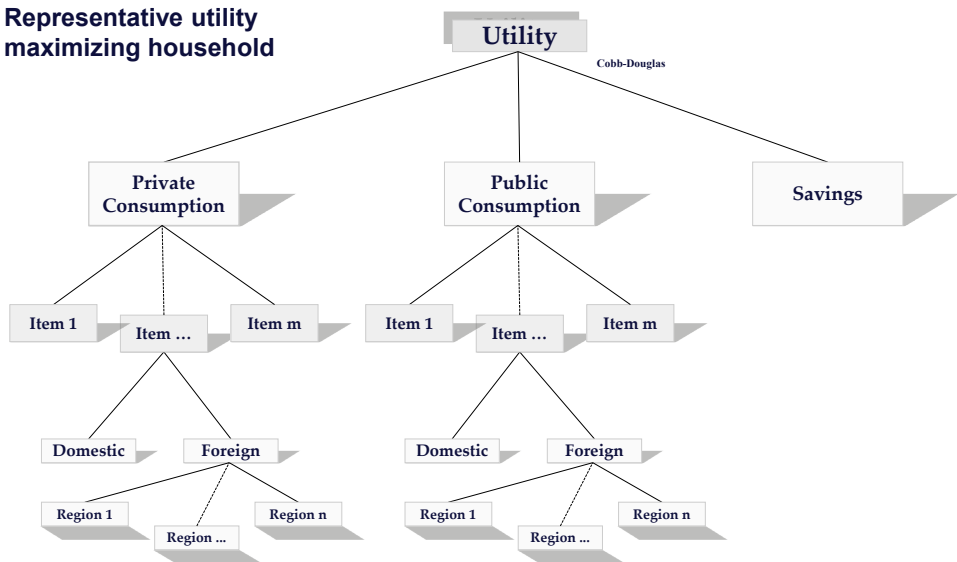 Representative utility
maximizing household
Utility
Cobb-Douglas
Private
Consumption
Public
Consumption
Savings
Item 1
Item …
Item m
Item 1
Item …
Item m
Domestic
Foreign
Domestic
Foreign
Region 1
Region ...
Region n
Region 1
Region ...
Region n